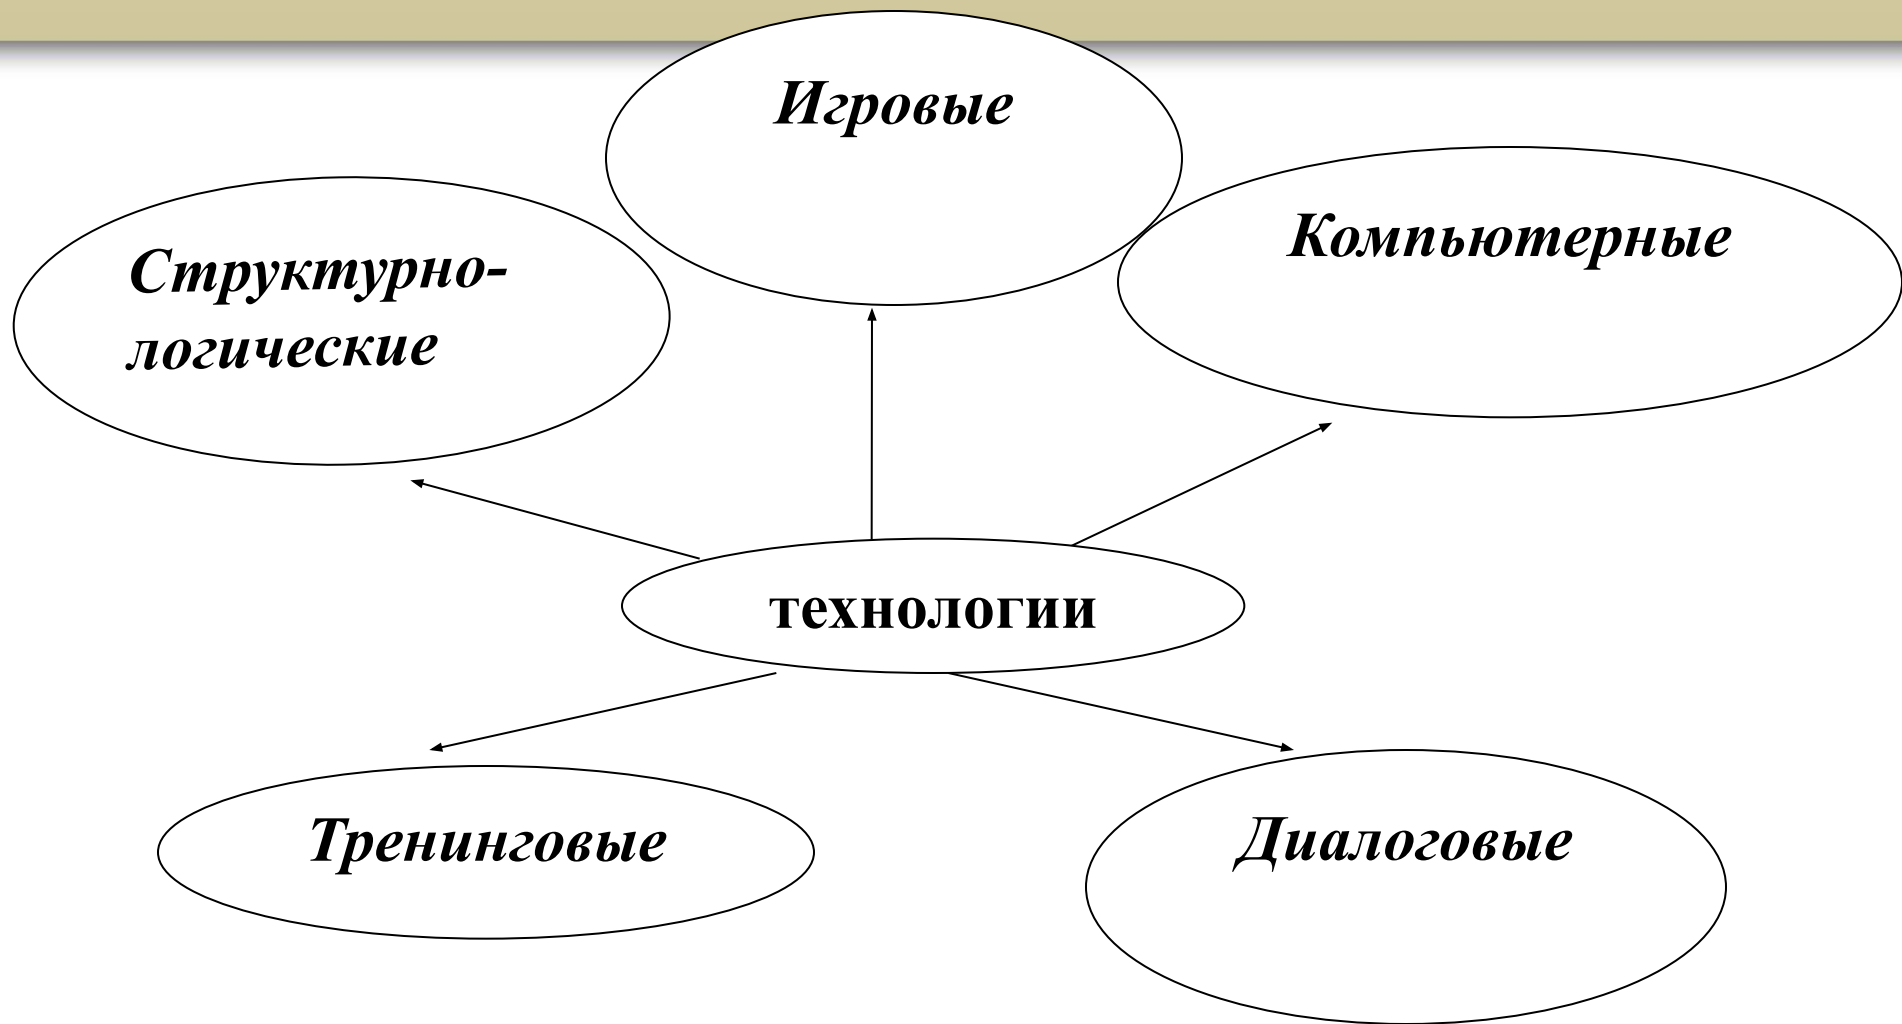 Игровые
Компьютерные
Структурно-
логические
технологии
Тренинговые
Диалоговые